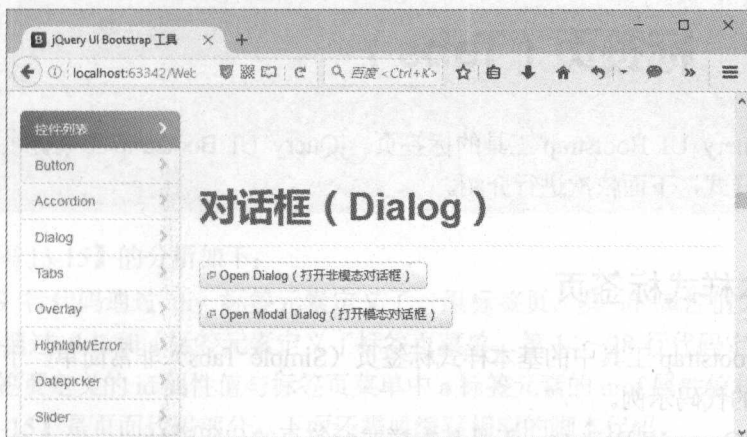 jQuery UI Bootstrap 工具
localhost:63342/Wel
百度 <Ctrl+K>
控件列表
Button
Accordion
Dialog
Tabs
Overlay
Highlight/Error
Datepicker
Slider
对话框（Dialog）
Open Dialog（打开非模态对话框）
Open Modal Dialog（打开模态对话框）